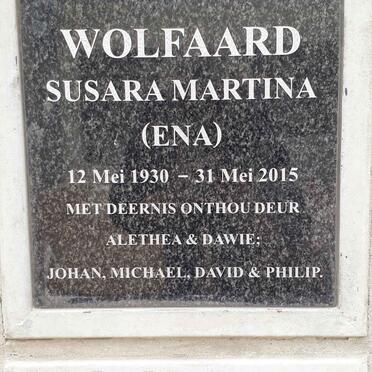 WOLFAARD
SUSARA MARTINA
(ENA)
12 Mei 1930 – 31 Mei 2015
MET DEERNIS ONTHOU DEUR
ALETHEA & DAWIE;
JOHAN, MICHAEL, DAVID & PHILIP.